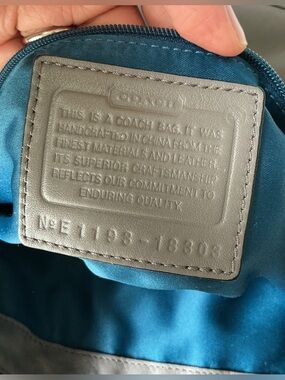 COACH
THIS IS A COACH BAG. IT WAS
HANDCRAFTED IN CHINA FROM THE
FINEST MATERIALS AND LEATHER.
ITS SUPERIOR CRAFTSMANSHIP
REFLECTS OUR COMMITMENT TO
ENDURING QUALITY.
Nº E1193-18303